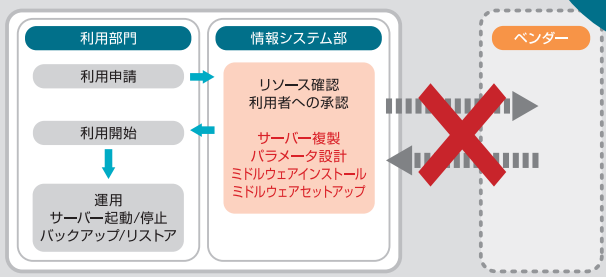 利用部門
利用申請
利用開始
運用
サーバー起動/停止
バックアップ/リストア
情報システム部
リソース確認
利用者への承認
サーバー複製
パラメータ設計
ミドルウェアインストール
ミドルウェアセットアップ
ベンダー